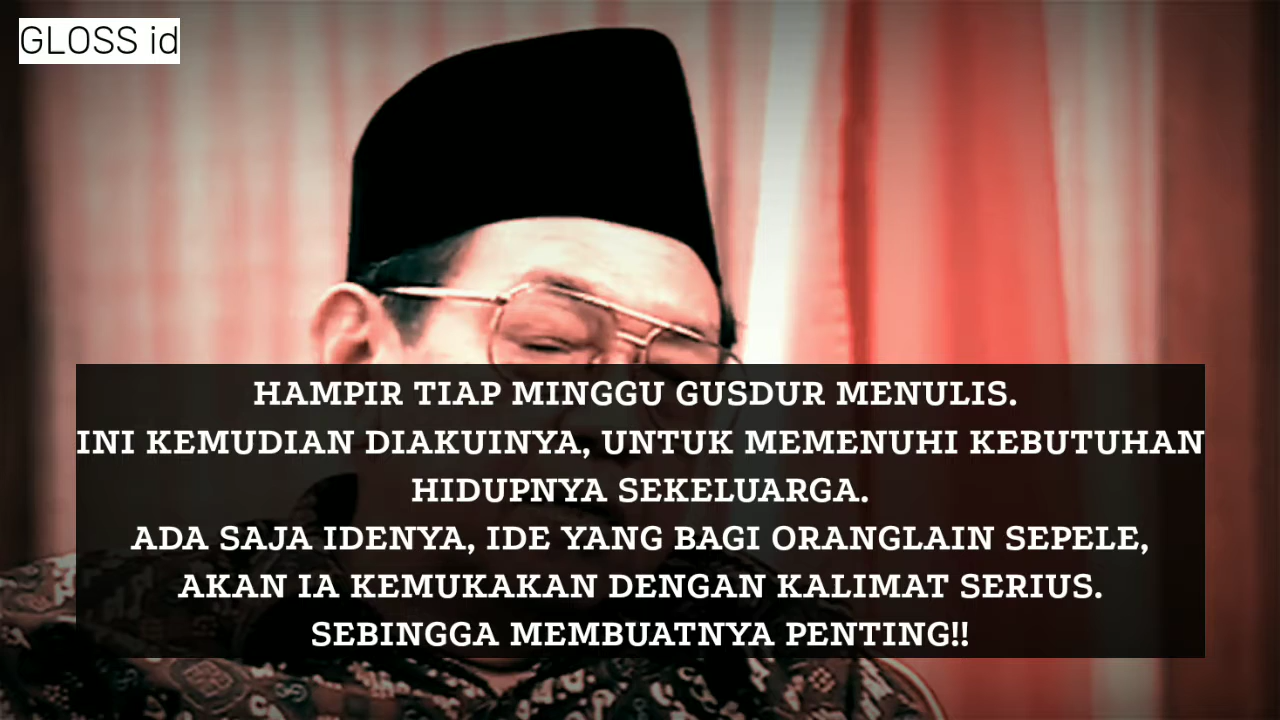 GLOSS id
HAMPIR TIAP MINGGU GUSDUR MENULIS.
INI KEMUDIAN DIAKUINYA, UNTUK MEMENUHI KEBUTUHAN
HIDUPNYA SEKELUARGA.
ADA SAJA IDENYA, IDE YANG BAGI ORANGLAIN SEPELE,
AKAN IA KEMUKAKAN DENGAN KALIMAT SERIUS.
SEBINGGA MEMBUATNYA PENTING!!